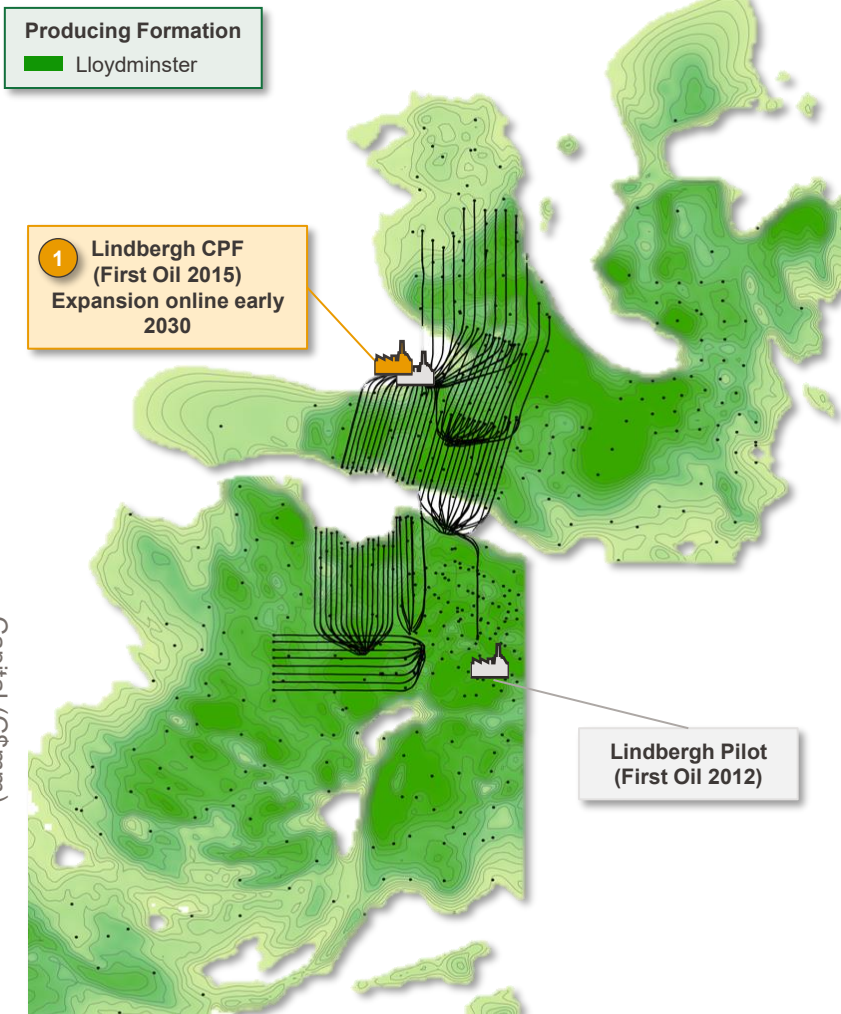 Producing Formation
Lloydminster
1
Lindbergh CPF
(First Oil 2015)
Expansion online early
2030
Lindbergh Pilot
(First Oil 2012)